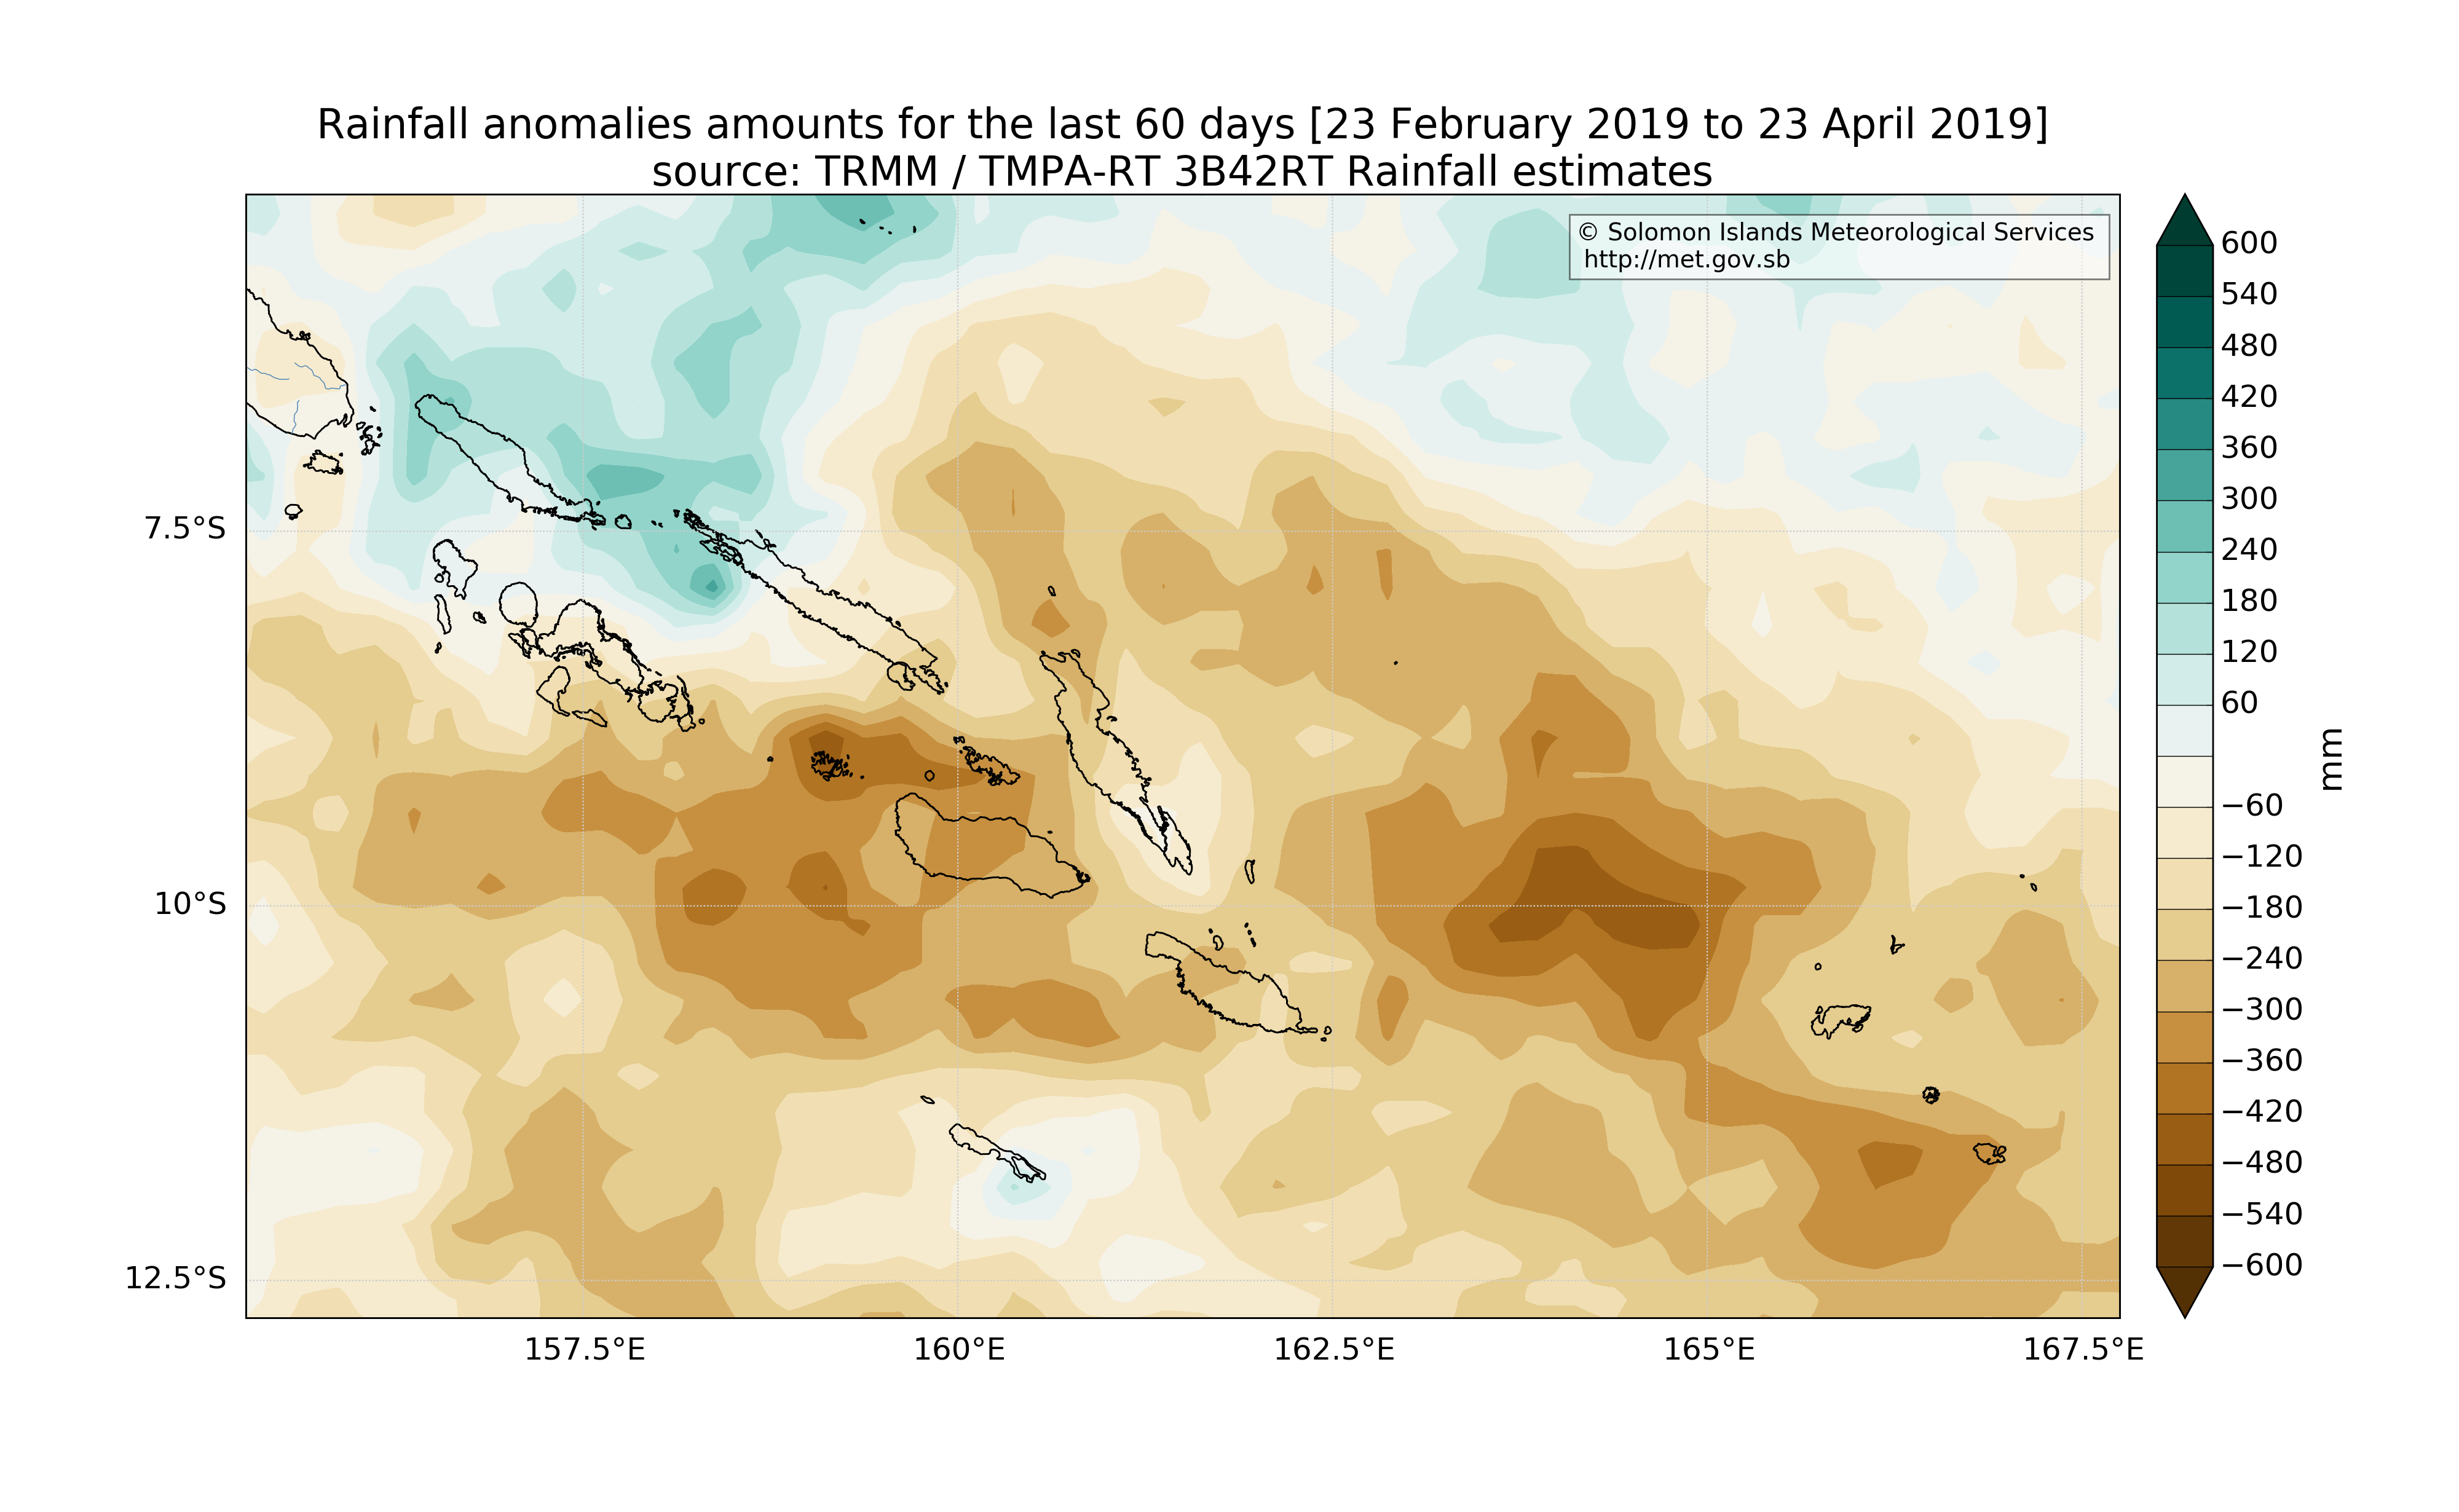 Rainfall anomalies amounts for the last 60 days [23 February 2019 to 23 April 2019]
source: TRMM / TMPA-RT 3B42RT Rainfall estimates
© Solomon Islands Meteorological Services
http://met.gov.sb
7.5°S
10°S
12.5°S
157.5°E
160°E
162.5°E
165°E
167.5°E
600
540
480
420
360
300
240
180
120
60
−60
−120
−180
−240
−300
−360
−420
−480
−540
−600
mm